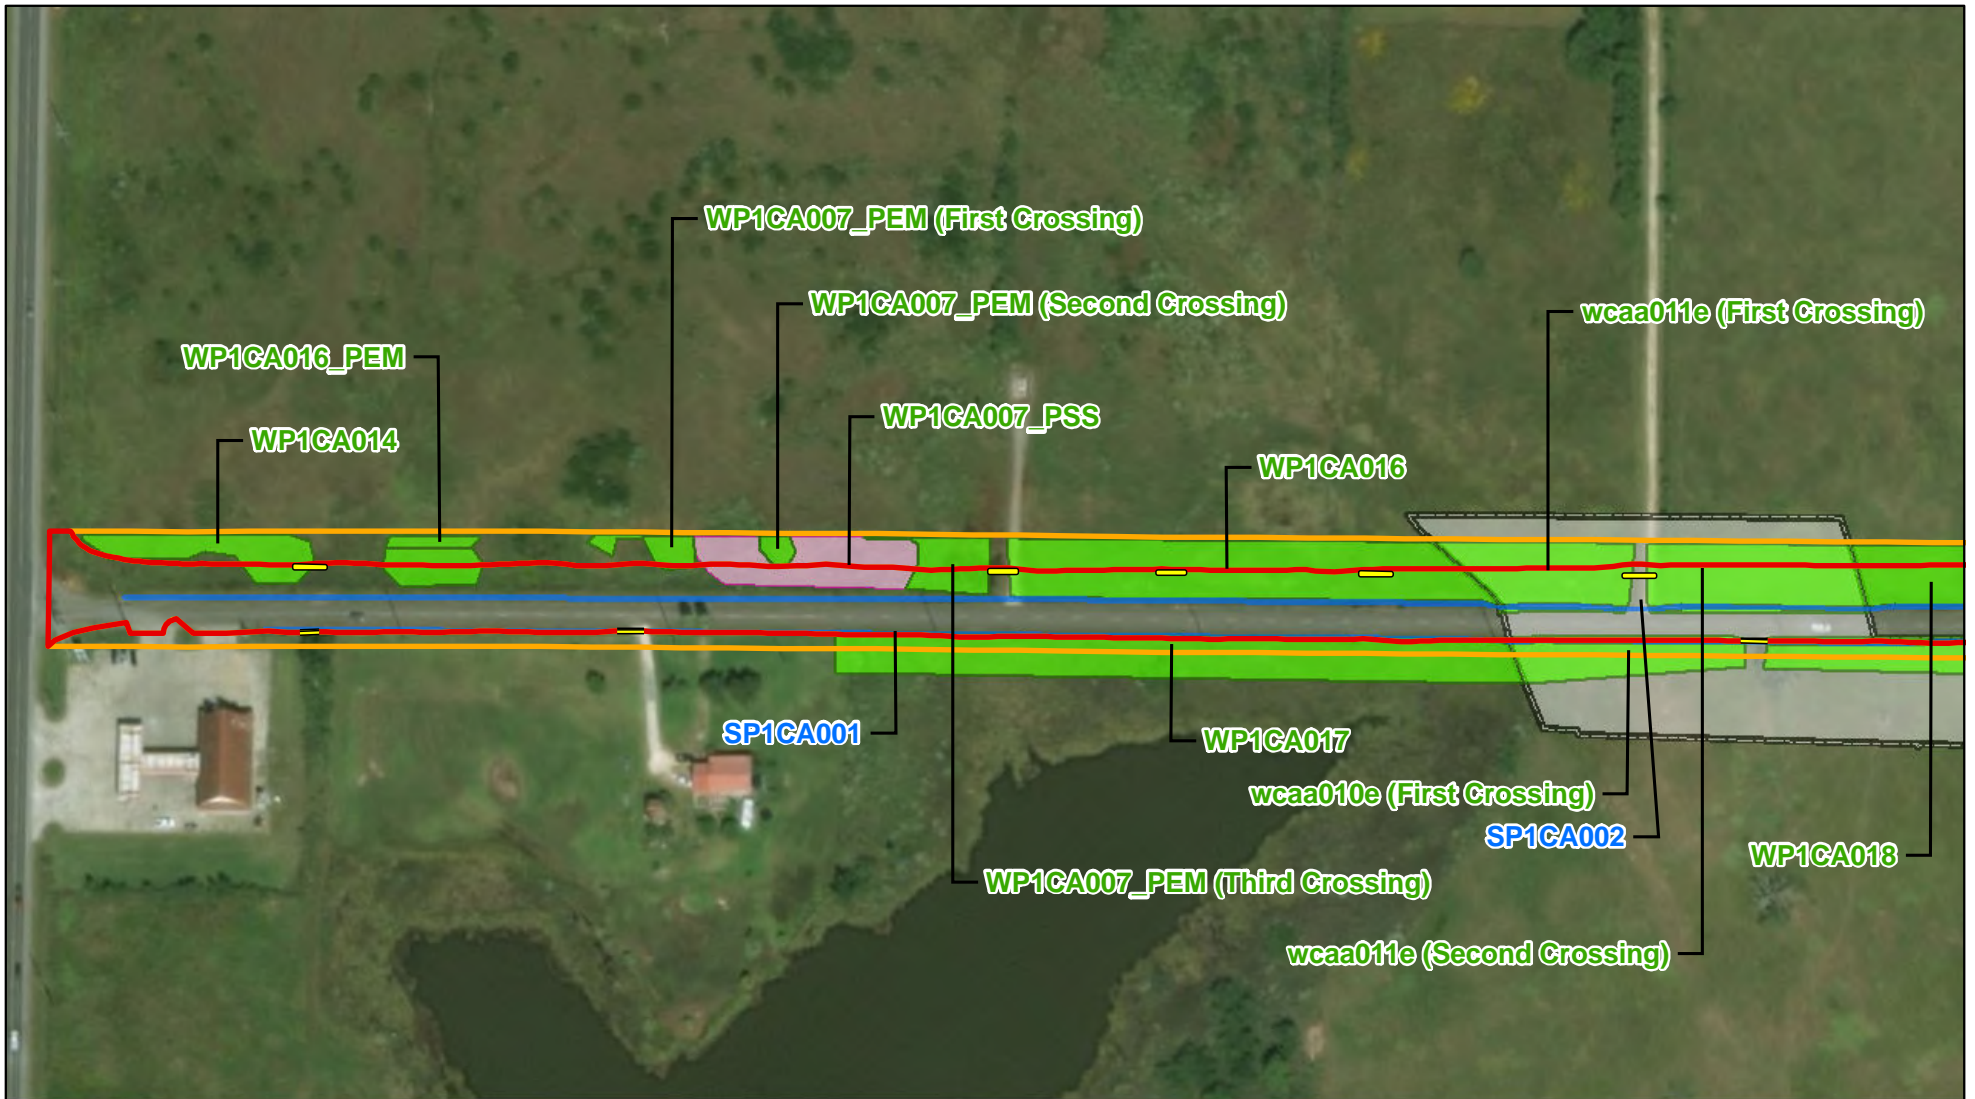 WP1CA007_PEM (First Crossing)
WP1CA007_PEM (Second Crossing)
wcaa011e (First Crossing)
WP1CA016_PEM
WP1CA007_PSS
WP1CA014
WP1CA016
SP1CA001
WP1CA017
wcaa010e (First Crossing)
SP1CA002
WP1CA018
WP1CA007_PEM (Third Crossing)
wcaa011e (Second Crossing)